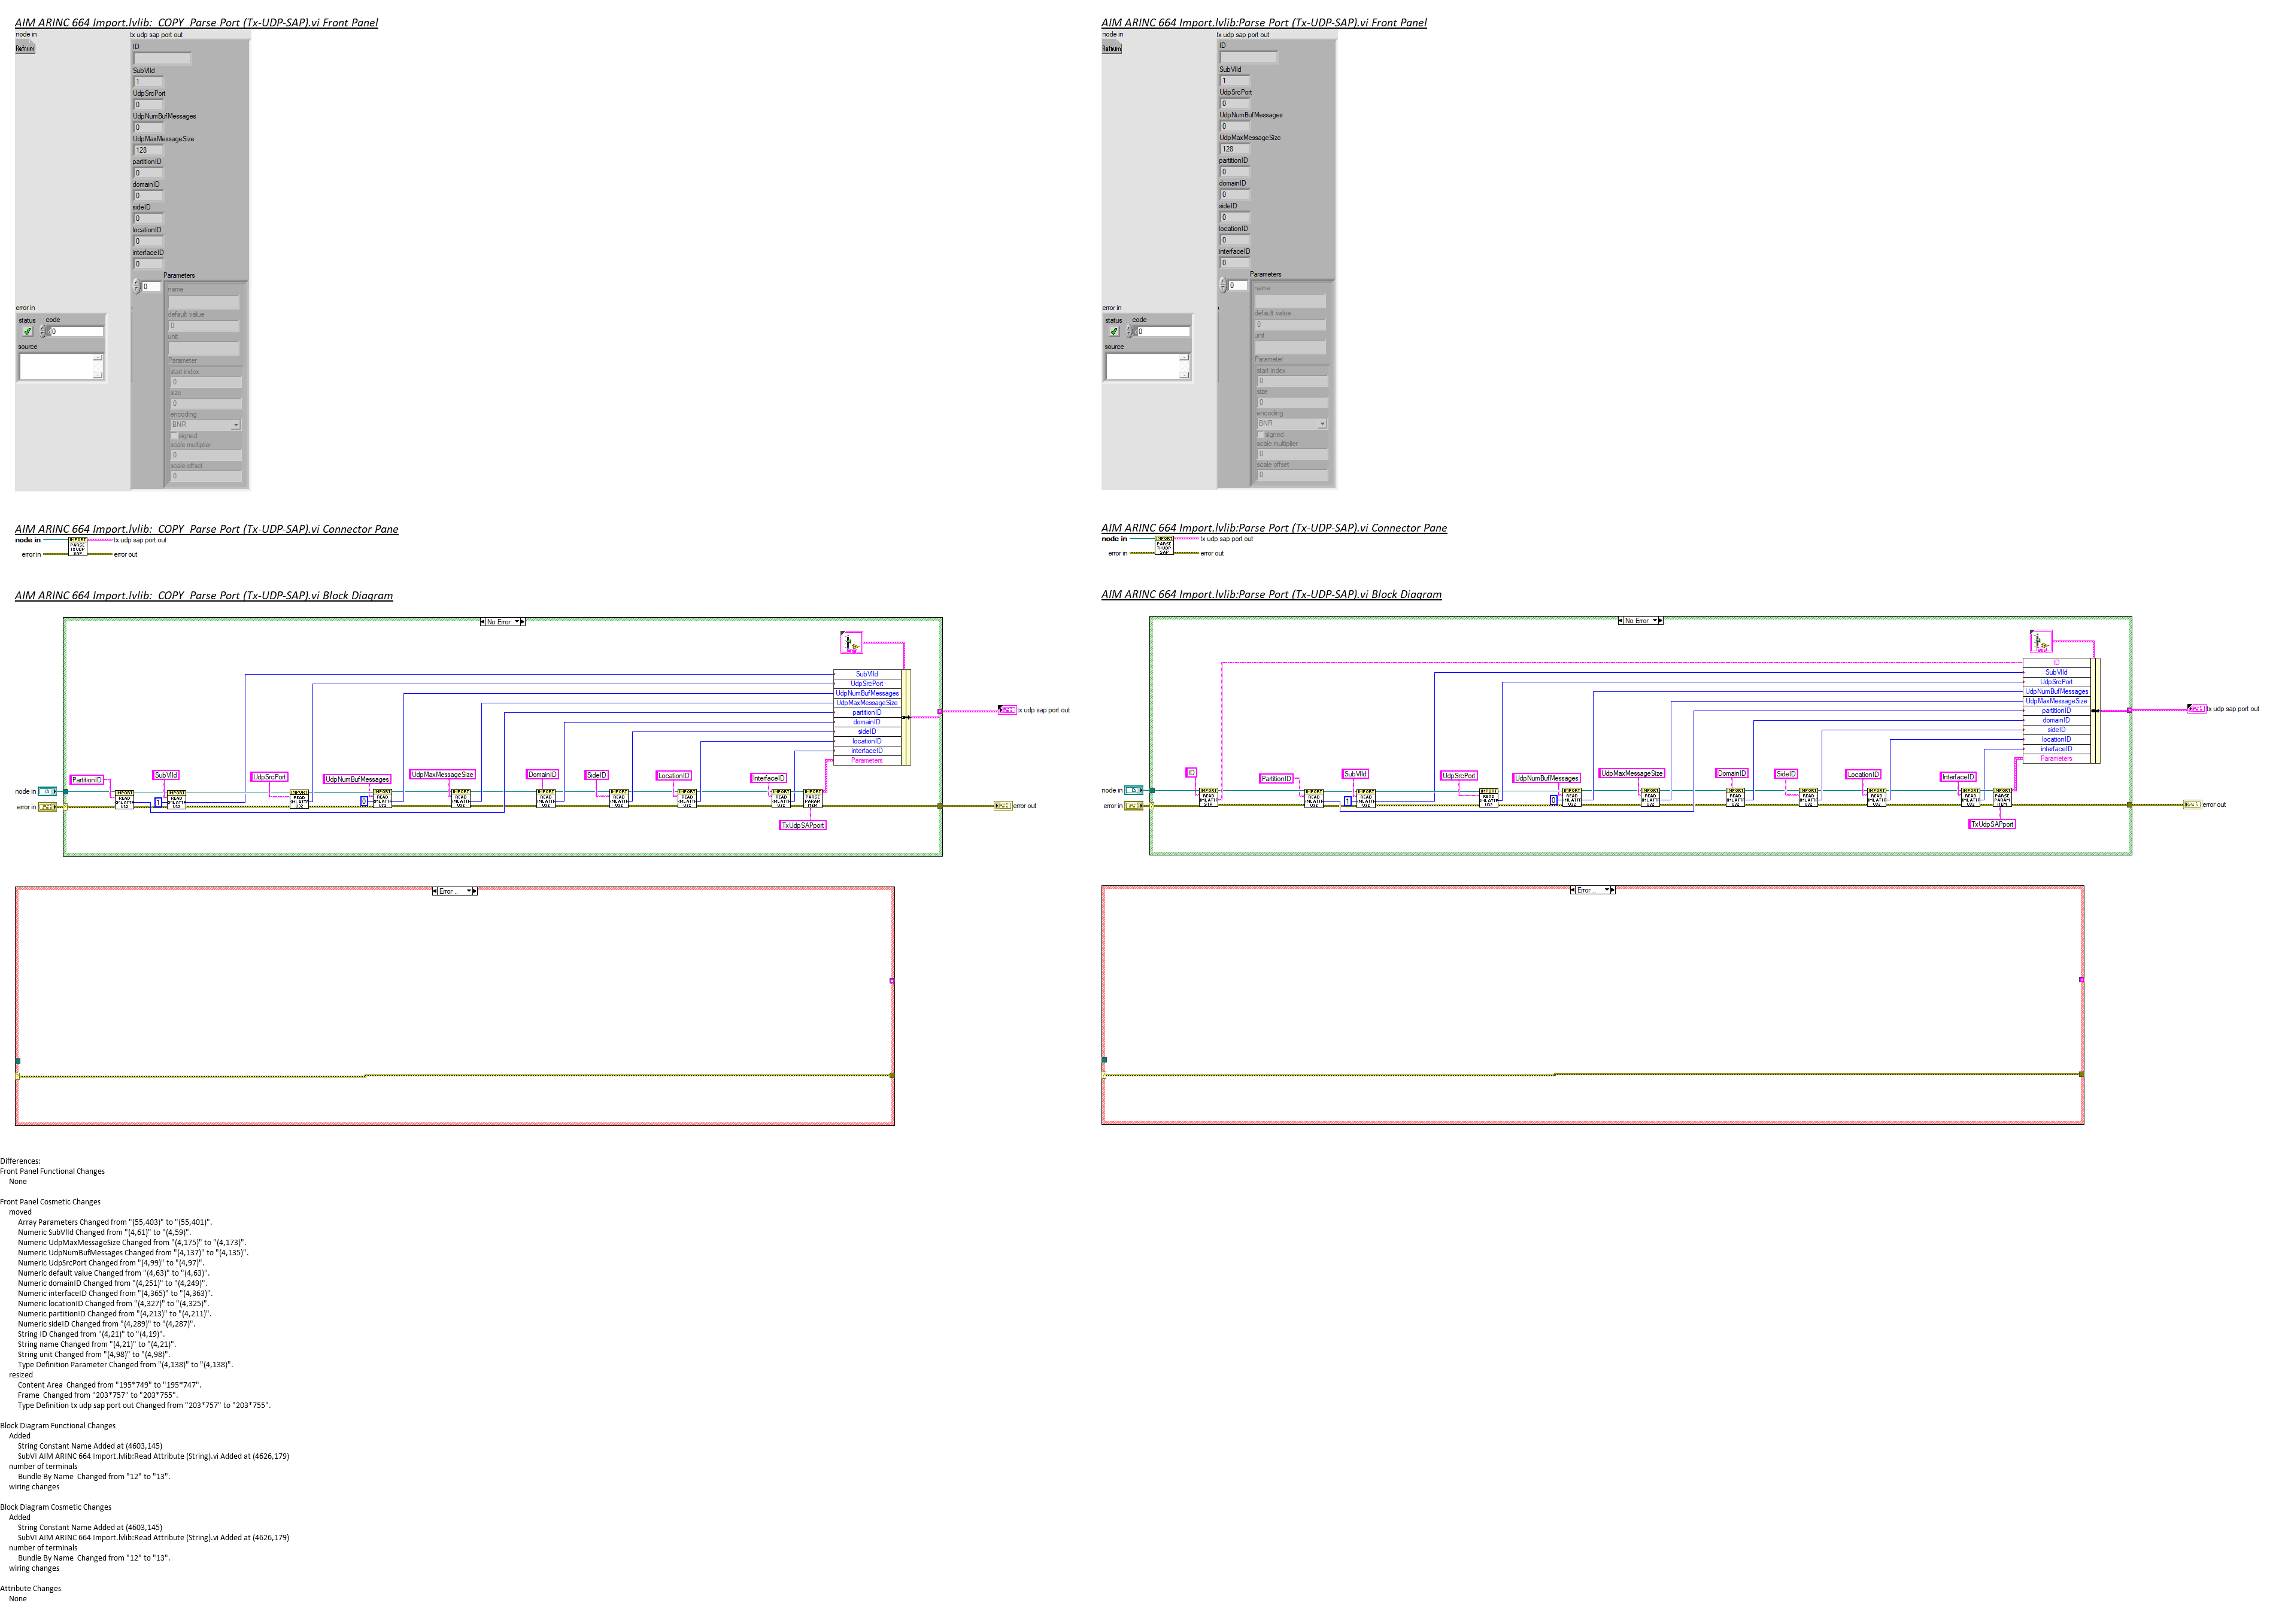 AIM ARINC 664 Import.lvlib:_COPY_Parse Port (Tx-UDP-SAP).vi Front Panel
node in
tx udp sap port out
Refnum
ID
SubVlId
1
UdpSrcPort
0
UdpNumBufMessages
0
UdpMaxMessageSize
128
partitionID
0
domainID
0
sideID
0
locationID
0
interfaceID
0
Parameters
0
name
default value
0
unit
Parameter
start index
0
size
0
encoding
BNR
signed
scale multiplier
0
scale offset
0
error in
status code
0
source
AIM ARINC 664 Import.lvlib:Parse Port (Tx-UDP-SAP).vi Front Panel
node in
tx udp sap port out
Refnum
ID
SubVlId
1
UdpSrcPort
0
UdpNumBufMessages
0
UdpMaxMessageSize
128
partitionID
0
domainID
0
sideID
0
locationID
0
interfaceID
0
Parameters
0
name
default value
0
unit
Parameter
start index
0
size
0
encoding
BNR
signed
scale multiplier
0
scale offset
0
error in
status code
0
source
AIM ARINC 664 Import.lvlib:_COPY_Parse Port (Tx-UDP-SAP).vi Connector Pane
node in
IMPORT
PARSE
TX UDP
SAP
tx udp sap port out
error in
error out
AIM ARINC 664 Import.lvlib:Parse Port (Tx-UDP-SAP).vi Connector Pane
node in
IMPORT
PARSE
TX UDP
SAP
tx udp sap port out
error in
error out
AIM ARINC 664 Import.lvlib:_COPY_Parse Port (Tx-UDP-SAP).vi Block Diagram
No Error
SubVlId
UdpSrcPort
UdpNumBufMessages
UdpMaxMessageSize
partitionID
domainID
sideID
locationID
interfaceID
Parameters
tx udp sap port out
PartitionID
SubVlId
UdpSrcPort
UdpNumBufMessages
UdpMaxMessageSize
DomainID
SideID
LocationID
InterfaceID
node in
error in
1
0
error out
TxUdpSAPport
Error
AIM ARINC 664 Import.lvlib:Parse Port (Tx-UDP-SAP).vi Block Diagram
No Error
ID
SubVlId
UdpSrcPort
UdpNumBufMessages
UdpMaxMessageSize
partitionID
domainID
sideID
locationID
interfaceID
Parameters
tx udp sap port out
ID
PartitionID
SubVlId
UdpSrcPort
UdpNumBufMessages
UdpMaxMessageSize
DomainID
SideID
LocationID
InterfaceID
node in
error in
1
0
error out
TxUdpSAPport
Error
Differences:
Front Panel Functional Changes
None
Front Panel Cosmetic Changes
moved
Array Parameters Changed from "(55,403)" to "(55,401)".
Numeric SubVlId Changed from "(4,61)" to "(4,59)".
Numeric UdpMaxMessageSize Changed from "(4,175)" to "(4,173)".
Numeric UdpNumBufMessages Changed from "(4,137)" to "(4,135)".
Numeric UdpSrcPort Changed from "(4,99)" to "(4,97)".
Numeric default value Changed from "(4,63)" to "(4,63)".
Numeric domainID Changed from "(4,251)" to "(4,249)".
Numeric interfaceID Changed from "(4,365)" to "(4,363)".
Numeric locationID Changed from "(4,327)" to "(4,325)".
Numeric partitionID Changed from "(4,213)" to "(4,211)".
Numeric sideID Changed from "(4,289)" to "(4,287)".
String ID Changed from "(4,21)" to "(4,19)".
String name Changed from "(4,21)" to "(4,21)".
String unit Changed from "(4,98)" to "(4,98)".
Type Definition Parameter Changed from "(4,138)" to "(4,138)".
resized
Content Area  Changed from "195*749" to "195*747".
Frame  Changed from "203*757" to "203*755".
Type Definition tx udp sap port out Changed from "203*757" to "203*755".
Block Diagram Functional Changes
Added
String Constant Name Added at (4603,145)
SubVI AIM ARINC 664 Import.lvlib:Read Attribute (String).vi Added at (4626,179)
number of terminals
Bundle By Name  Changed from "12" to "13".
wiring changes
Block Diagram Cosmetic Changes
Added
String Constant Name Added at (4603,145)
SubVI AIM ARINC 664 Import.lvlib:Read Attribute (String).vi Added at (4626,179)
number of terminals
Bundle By Name  Changed from "12" to "13".
wiring changes
Attribute Changes
None